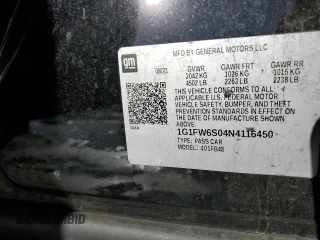 gm
MFD BY GENERAL MOTORS LLC
08/21 GVWR GAWR FRT GAWR RR
2042 KG 1026 KG 1015 KG
4502 LB 2263 LB 2238 LB
THIS VEHICLE CONFORMS TO ALL
APPLICABLE U.S. FEDERAL MOTOR
VEHICLE SAFETY, BUMPER, AND THEFT
PREVENTION STANDARDS IN EFFECT ON
THE DATE OF MANUFACTURE SHOWN ABOVE.
1G1FW6S04N4116450
TYPE: PASS CAR
MODEL: 4O1FB48